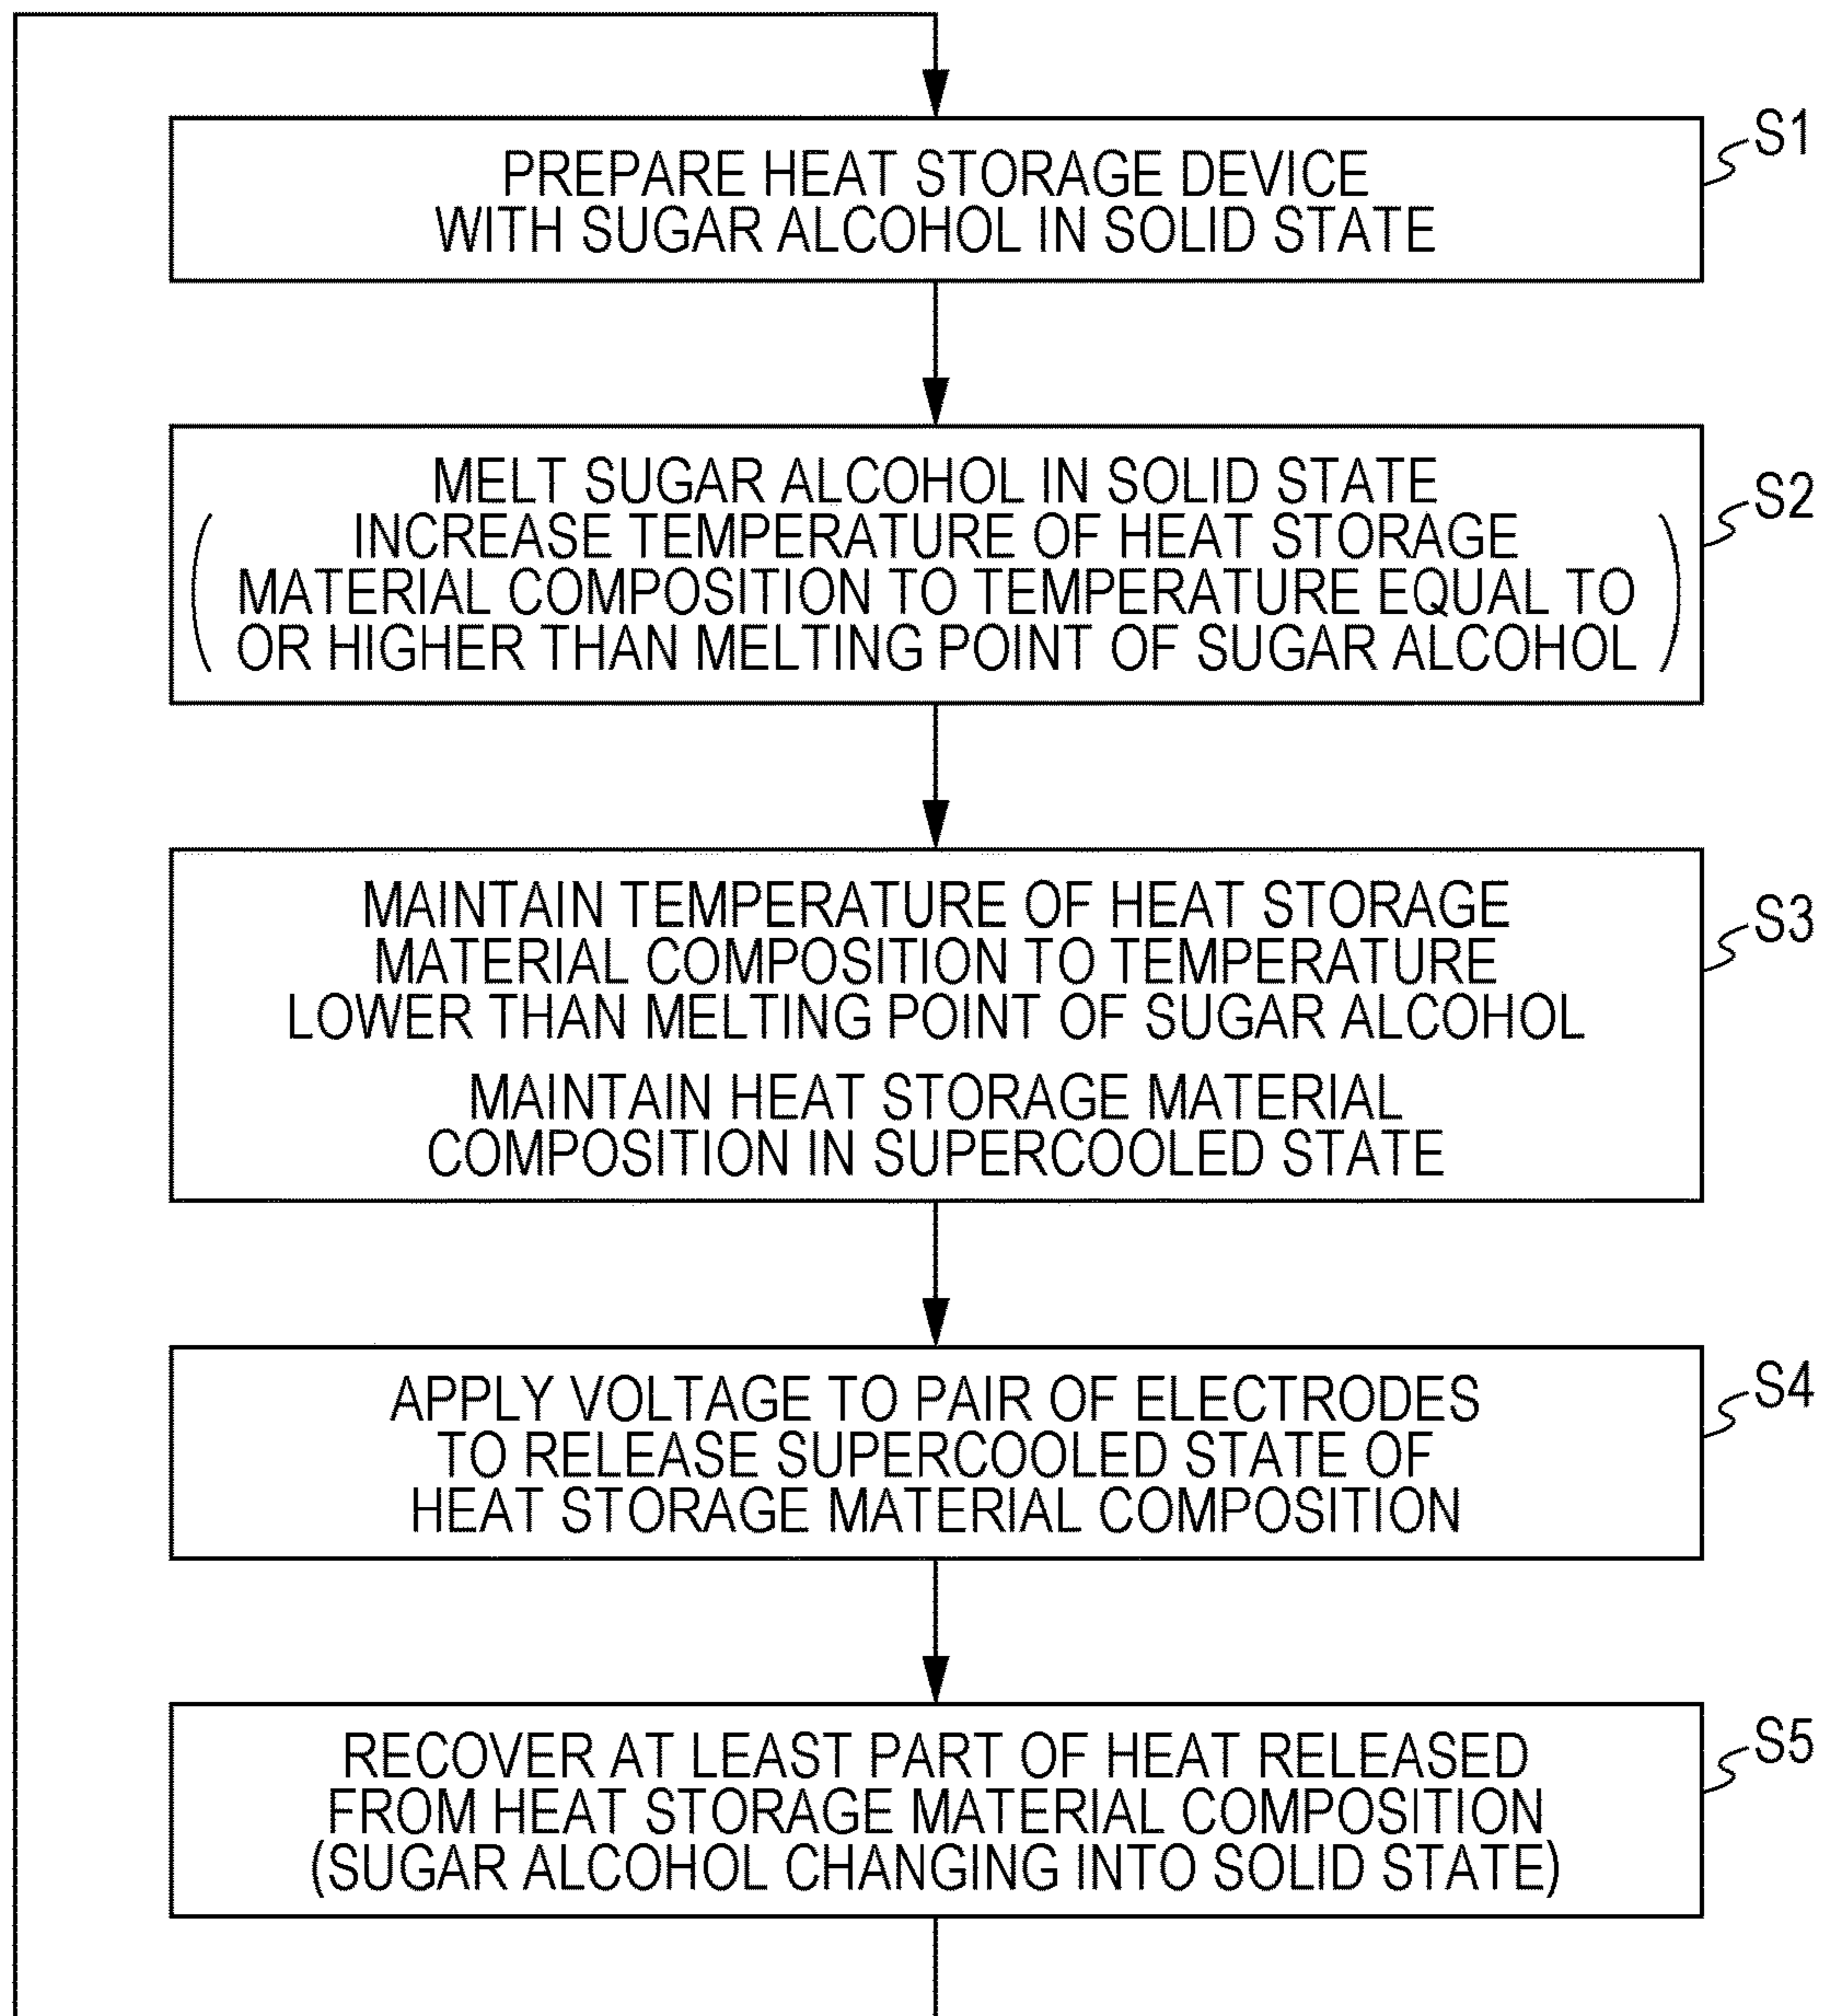 PREPARE HEAT STORAGE DEVICE
WITH SUGAR ALCOHOL IN SOLID STATE
S1
MELT SUGAR ALCOHOL IN SOLID STATE
(INCREASE TEMPERATURE OF HEAT STORAGE
MATERIAL COMPOSITION TO TEMPERATURE EQUAL TO
OR HIGHER THAN MELTING POINT OF SUGAR ALCOHOL)
S2
MAINTAIN TEMPERATURE OF HEAT STORAGE
MATERIAL COMPOSITION TO TEMPERATURE
LOWER THAN MELTING POINT OF SUGAR ALCOHOL
MAINTAIN HEAT STORAGE MATERIAL
COMPOSITION IN SUPERCOOLED STATE
S3
APPLY VOLTAGE TO PAIR OF ELECTRODES
TO RELEASE SUPERCOOLED STATE OF
HEAT STORAGE MATERIAL COMPOSITION
S4
RECOVER AT LEAST PART OF HEAT RELEASED
FROM HEAT STORAGE MATERIAL COMPOSITION
(SUGAR ALCOHOL CHANGING INTO SOLID STATE)
S5